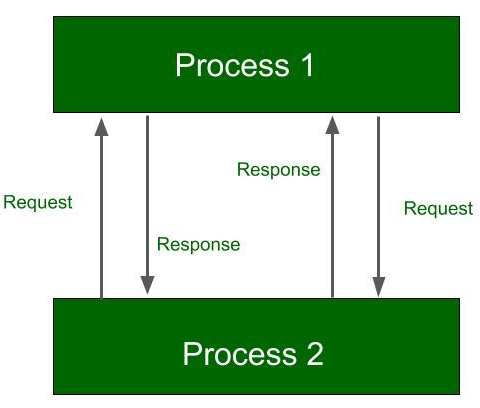 Process 1
Response
Request
Request
Response
Process 2